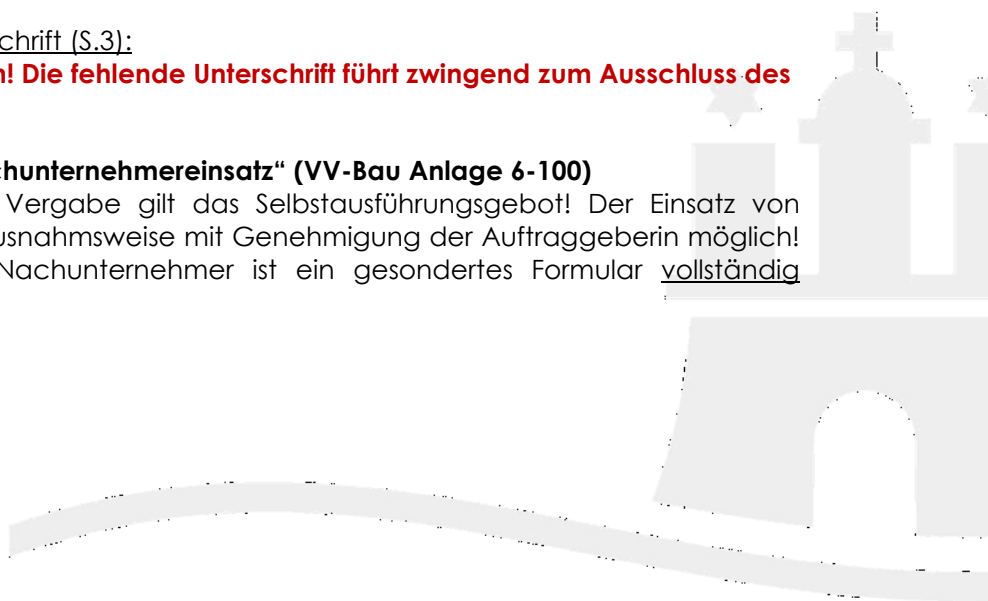 chrift (S.3):
n! Die fehlende Unterschrift führt zwingend zum Ausschluss des
chunternehmereinsatz“ (VV-Bau Anlage 6-100)
Vergabe gilt das Selbstausführungsgebot! Der Einsatz von
usnahmsweise mit Genehmigung der Auftraggeberin möglich!
Nachunternehmer ist ein gesondertes Formular vollständig